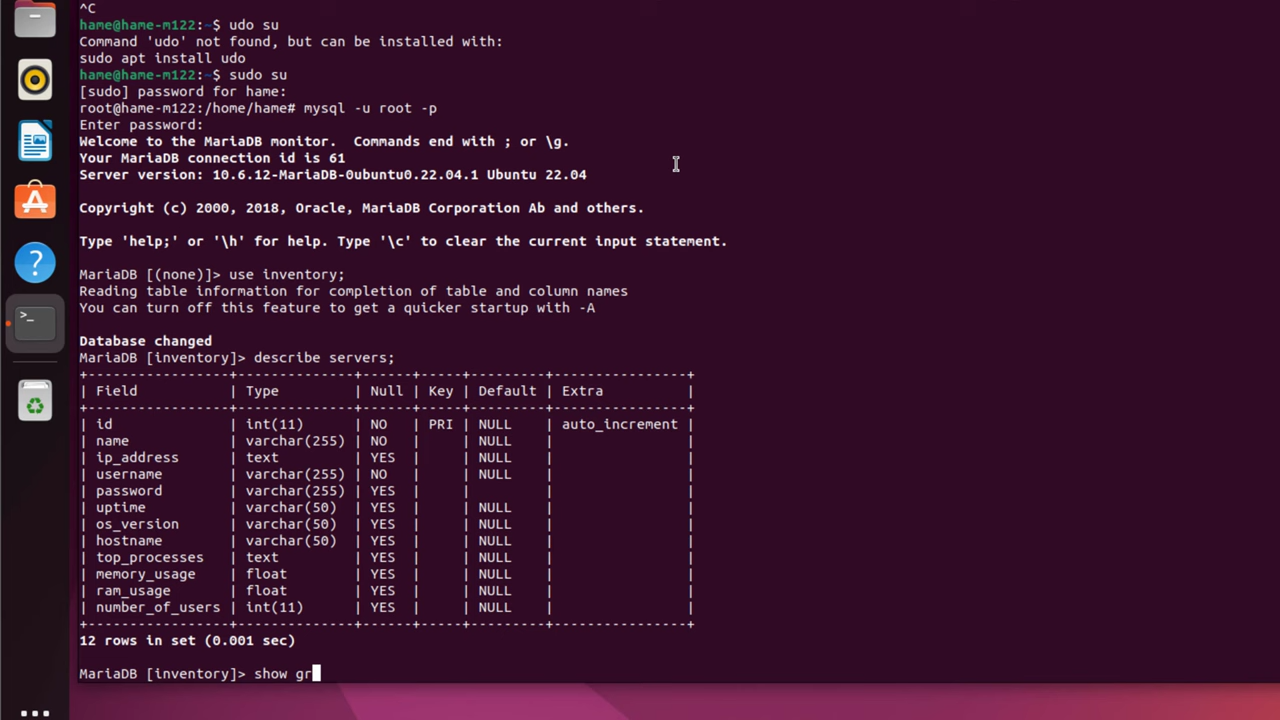 ^C
hame@hame-m122:~$ udo su
Command 'udo' not found, but can be installed with:
sudo apt install udo
hame@hame-m122:~$ sudo su
[sudo] password for hame:
root@hame-m122:/home/hame# mysql -u root -p
Enter password:
Welcome to the MariaDB monitor.  Commands end with ; or \g.
Your MariaDB connection id is 61
Server version: 10.6.12-MariaDB-0ubuntu0.22.04.1 Ubuntu 22.04
Copyright (c) 2000, 2018, Oracle, MariaDB Corporation Ab and others.
Type 'help;' or '\h' for help. Type '\c' to clear the current input statement.
MariaDB [(none)]> use inventory;
Reading table information for completion of table and column names
You can turn off this feature to get a quicker startup with -A
Database changed
MariaDB [inventory]> describe servers;
+-----------------+--------------+------+-----+---------+----------------+
| Field           | Type         | Null | Key | Default | Extra          |
+-----------------+--------------+------+-----+---------+----------------+
| id              | int(11)      | NO   | PRI | NULL    | auto_increment |
| name            | varchar(255) | NO   |     | NULL    |                |
| ip_address      | text         | YES  |     | NULL    |                |
| username        | varchar(255) | NO   |     | NULL    |                |
| password        | varchar(255) | YES  |     |         |                |
| uptime          | varchar(50)  | YES  |     | NULL    |                |
| os_version      | varchar(50)  | YES  |     | NULL    |                |
| hostname        | varchar(50)  | YES  |     | NULL    |                |
| top_processes   | text         | YES  |     | NULL    |                |
| memory_usage    | float        | YES  |     | NULL    |                |
| ram_usage       | float        | YES  |     | NULL    |                |
| number_of_users | int(11)      | YES  |     | NULL    |                |
+-----------------+--------------+------+-----+---------+----------------+
12 rows in set (0.001 sec)
MariaDB [inventory]> show gr